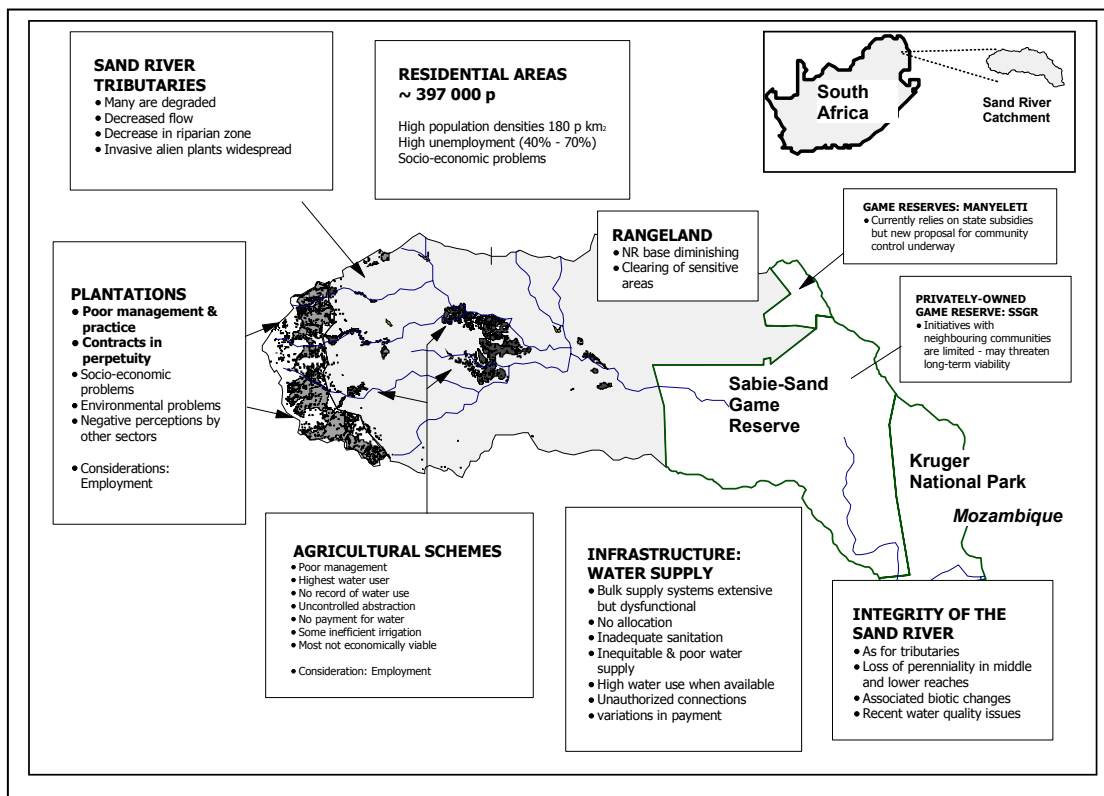 SAND RIVER
TRIBUTARIES
• Many are degraded
• Decreased flow
• Decrease in riparian zone
• Invasive alien plants widespread
RESIDENTIAL AREAS
~ 397 000 p
High population densities 180 p km²
High unemployment (40% - 70%)
Socio-economic problems
South
Africa
Sand River
Catchment
GAME RESERVES: MANYELETI
• Currently relies on state subsidies
but new proposal for community
control underway
RANGELAND
• NR base diminishing
• Clearing of sensitive
areas
PRIVATELY-OWNED
GAME RESERVE: SSGR
• Initiatives with
neighbouring communities
are limited - may threaten
long-term viability
PLANTATIONS
• Poor management &
practice
• Contracts in
perpetuity
• Socio-economic
problems
• Environmental problems
• Negative perceptions by
other sectors
• Considerations:
Employment
Sabie-Sand
Game
Reserve
Kruger
National Park
Mozambique
AGRICULTURAL SCHEMES
• Poor management
• Highest water user
• No record of water use
• Uncontrolled abstraction
• No payment for water
• Some inefficient irrigation
• Most not economically viable
• Consideration: Employment
INFRASTRUCTURE:
WATER SUPPLY
• Bulk supply systems extensive
but dysfunctional
• No allocation
• Inadequate sanitation
• Inequitable & poor water
supply
• High water use when available
• Unauthorized connections
• variations in payment
INTEGRITY OF THE
SAND RIVER
• As for tributaries
• Loss of perenniality in middle
and lower reaches
• Associated biotic changes
• Recent water quality issues